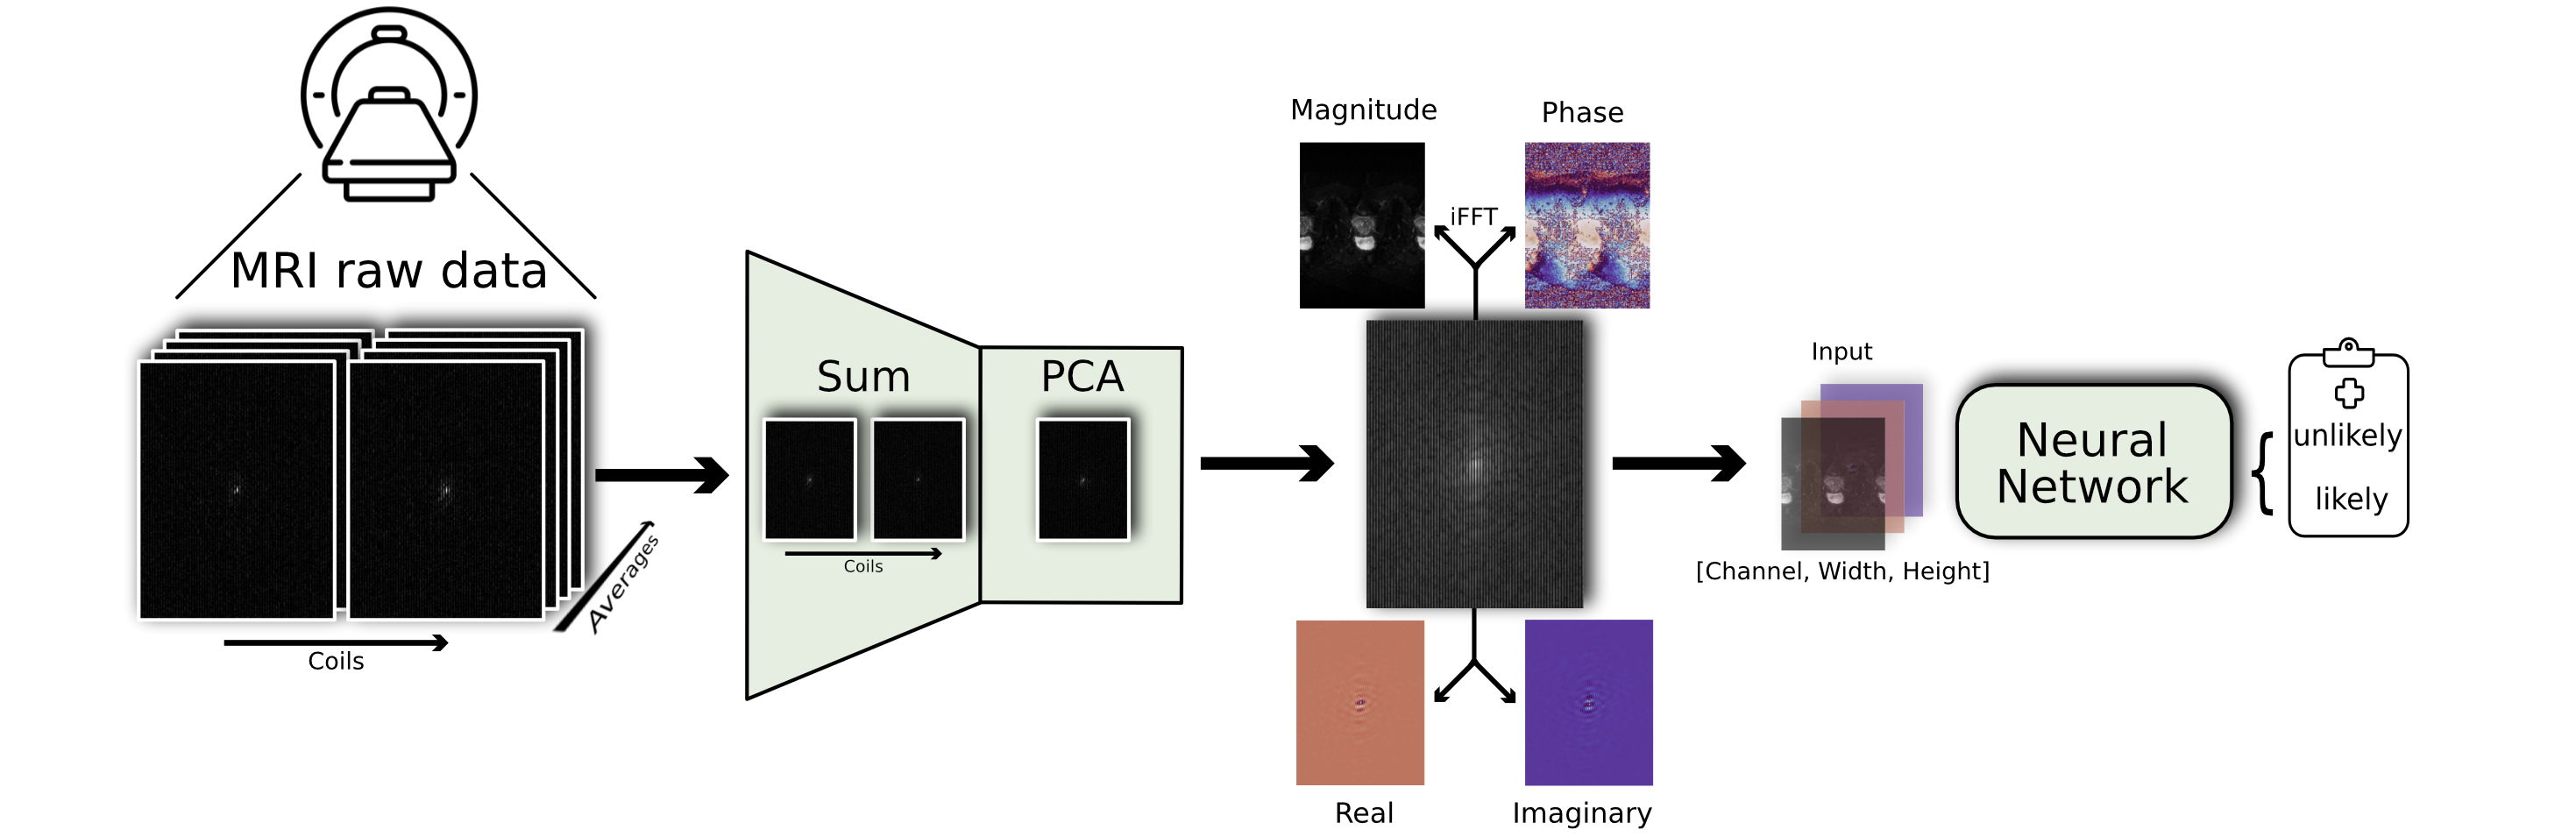 MRI raw data
Coils
Averages
Sum
PCA
Coils
Magnitude
Phase
iFFT
Real
Imaginary
Input
[Channel, Width, Height]
Neural
Network
{
unlikely
likely